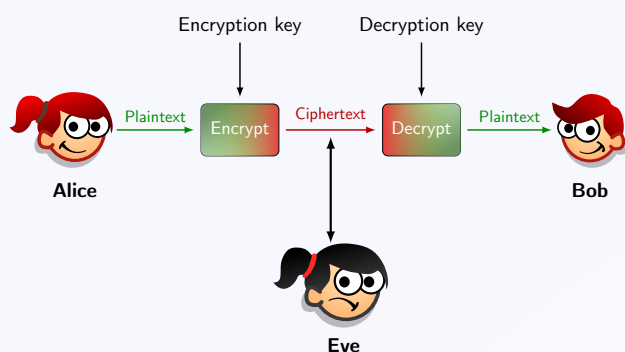 Encryption key
Decryption key
Plaintext
Encrypt
Ciphertext
Decrypt
Plaintext
Alice
Bob
Eve